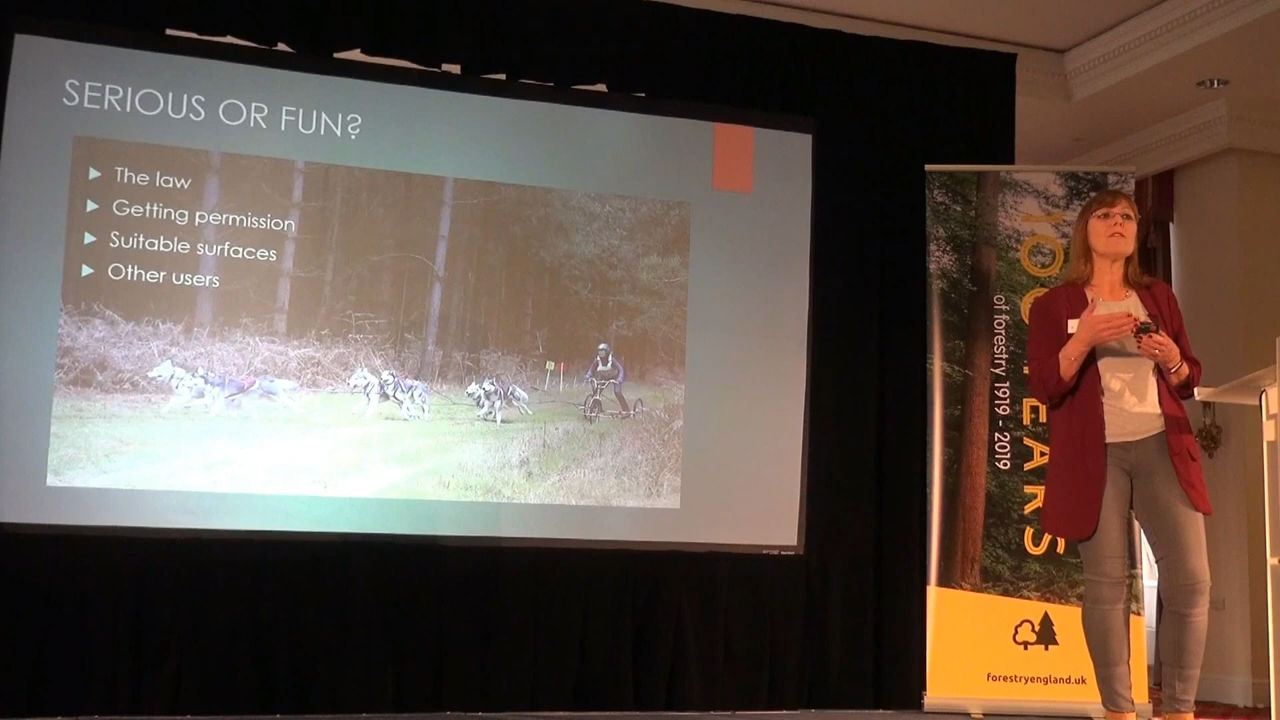 SERIOUS OR FUN?
The law
Getting permission
Suitable surfaces
Other users
of forestry 1919 - 2019
forestryengland.uk